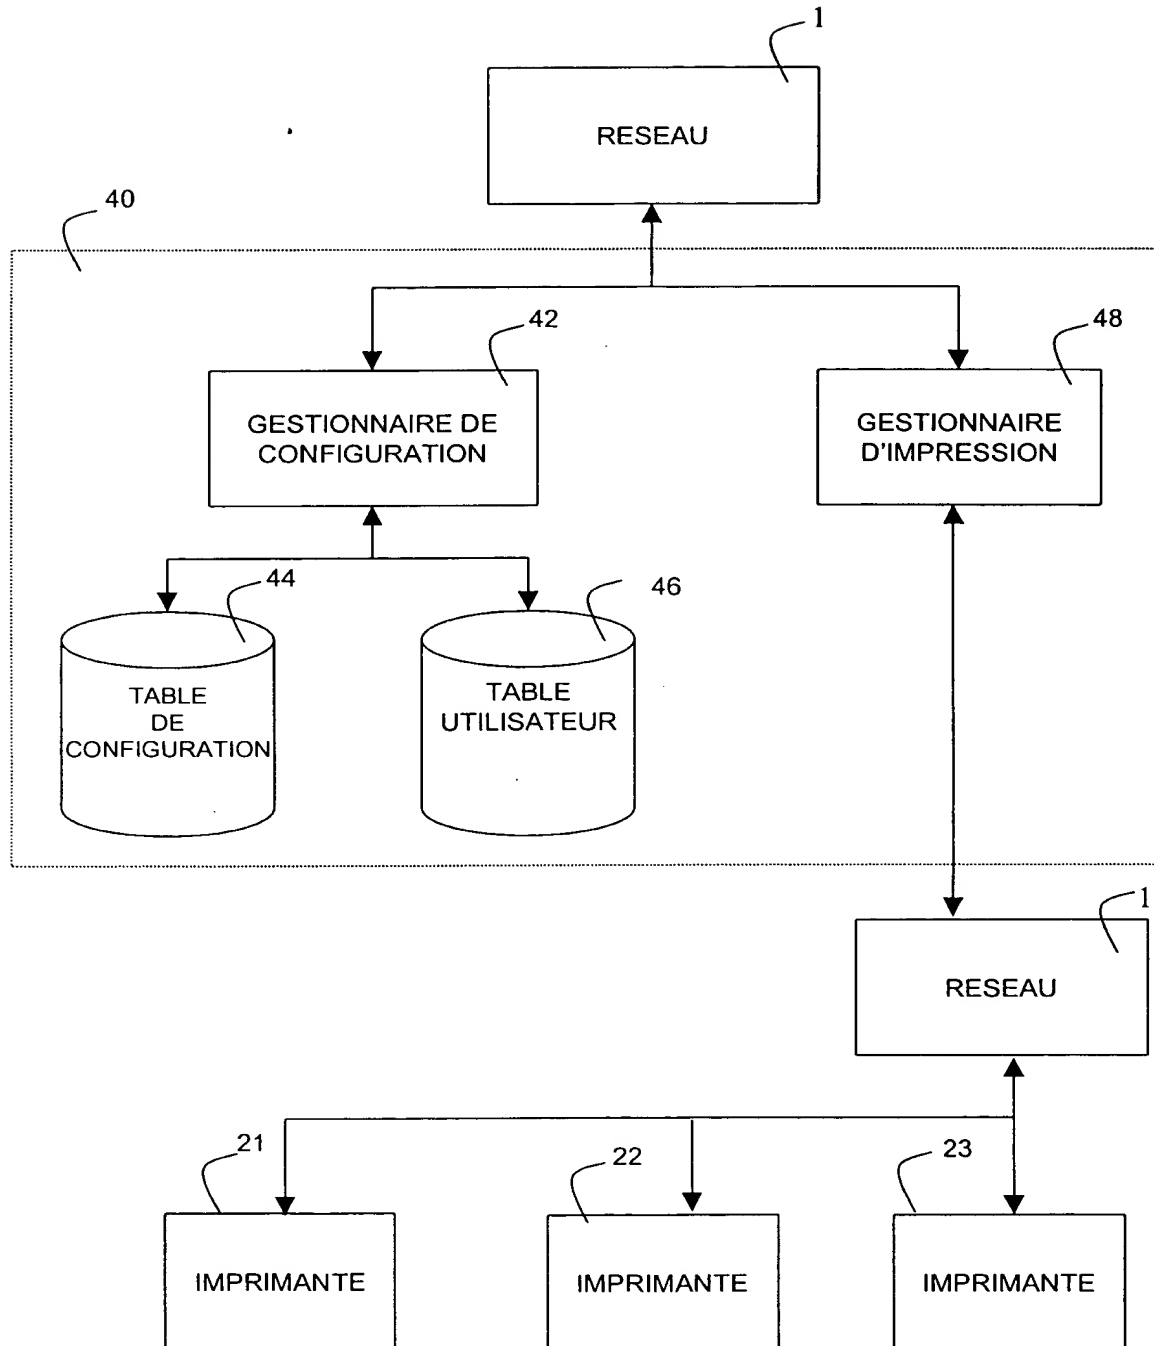 1
RESEAU
40
42
48
GESTIONNAIRE DE
CONFIGURATION
GESTIONNAIRE
D'IMPRESSION
44
46
TABLE
DE
CONFIGURATION
TABLE
UTILISATEUR
1
RESEAU
21
22
23
IMPRIMANTE
IMPRIMANTE
IMPRIMANTE